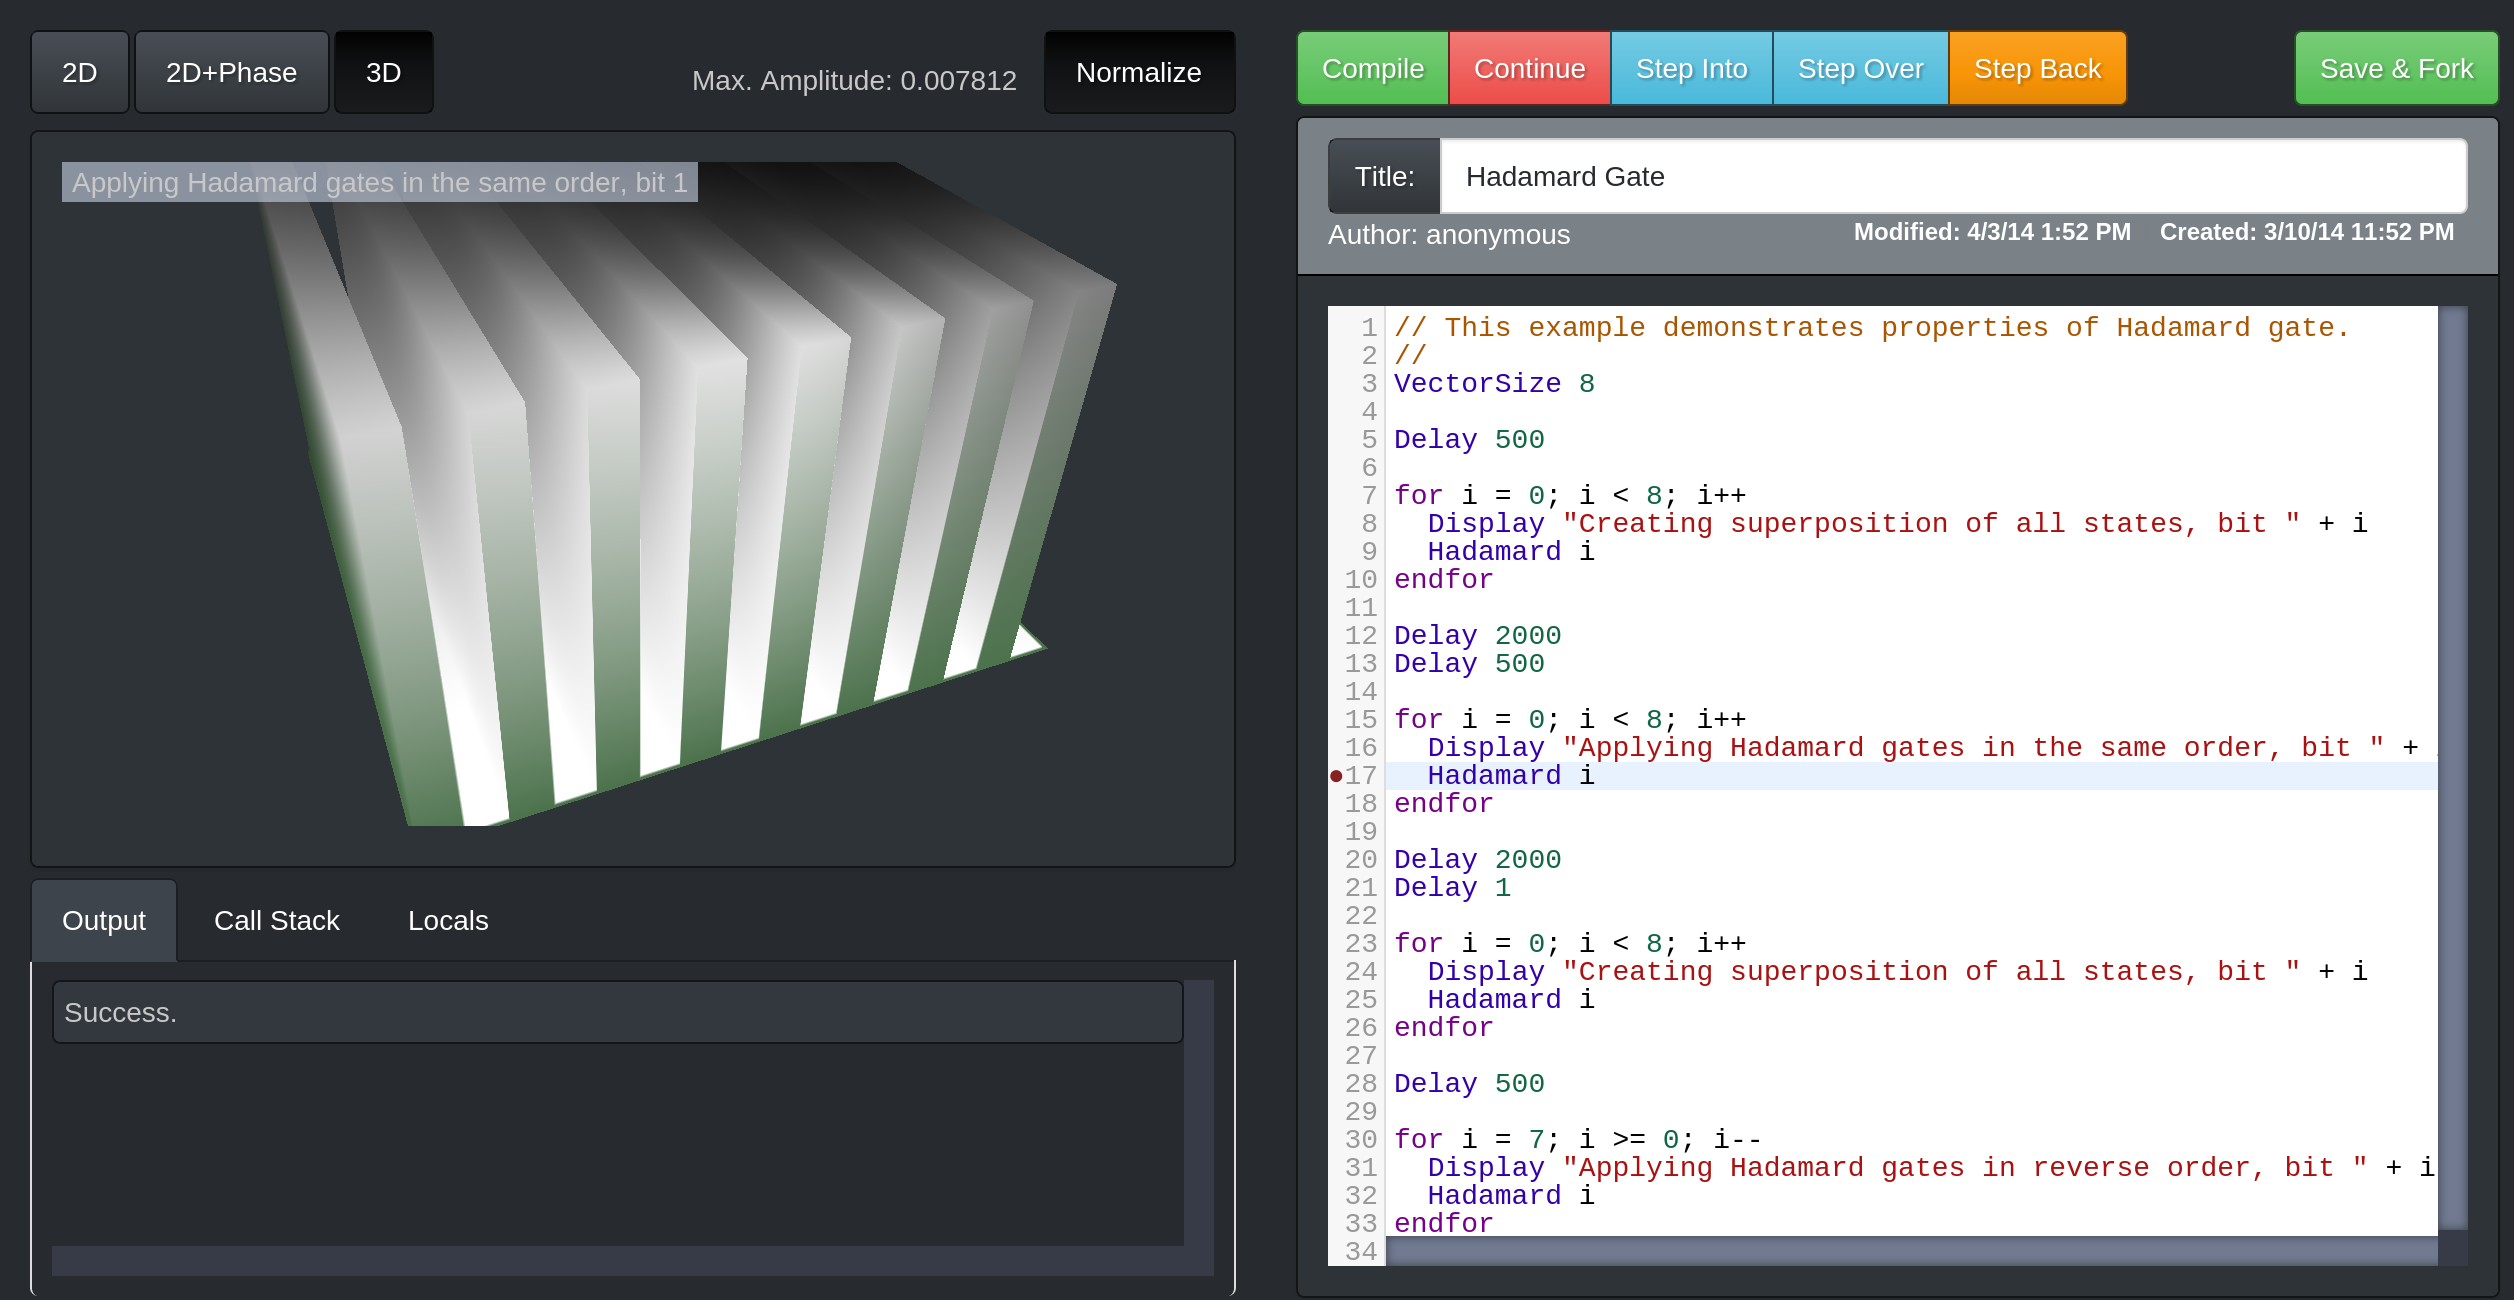 2D 2D+Phase 3D Max. Amplitude: 0.007812 Normalize
Applying Hadamard gates in the same order, bit 1
Output Call Stack Locals
Success.
Compile Continue Step Into Step Over Step Back Save & Fork
Title: Hadamard Gate
Author: anonymous Modified: 4/3/14 1:52 PM Created: 3/10/14 11:52 PM
1 // This example demonstrates properties of Hadamard gate.
2 //
3 VectorSize 8
4
5 Delay 500
6
7 for i = 0; i < 8; i++
8   Display "Creating superposition of all states, bit " + i
9   Hadamard i
10 endfor
11
12 Delay 2000
13 Delay 500
14
15 for i = 0; i < 8; i++
16   Display "Applying Hadamard gates in the same order, bit " +
17   Hadamard i
18 endfor
19
20 Delay 2000
21 Delay 1
22
23 for i = 0; i < 8; i++
24   Display "Creating superposition of all states, bit " + i
25   Hadamard i
26 endfor
27
28 Delay 500
29
30 for i = 7; i >= 0; i--
31   Display "Applying Hadamard gates in reverse order, bit " + i
32   Hadamard i
33 endfor
34